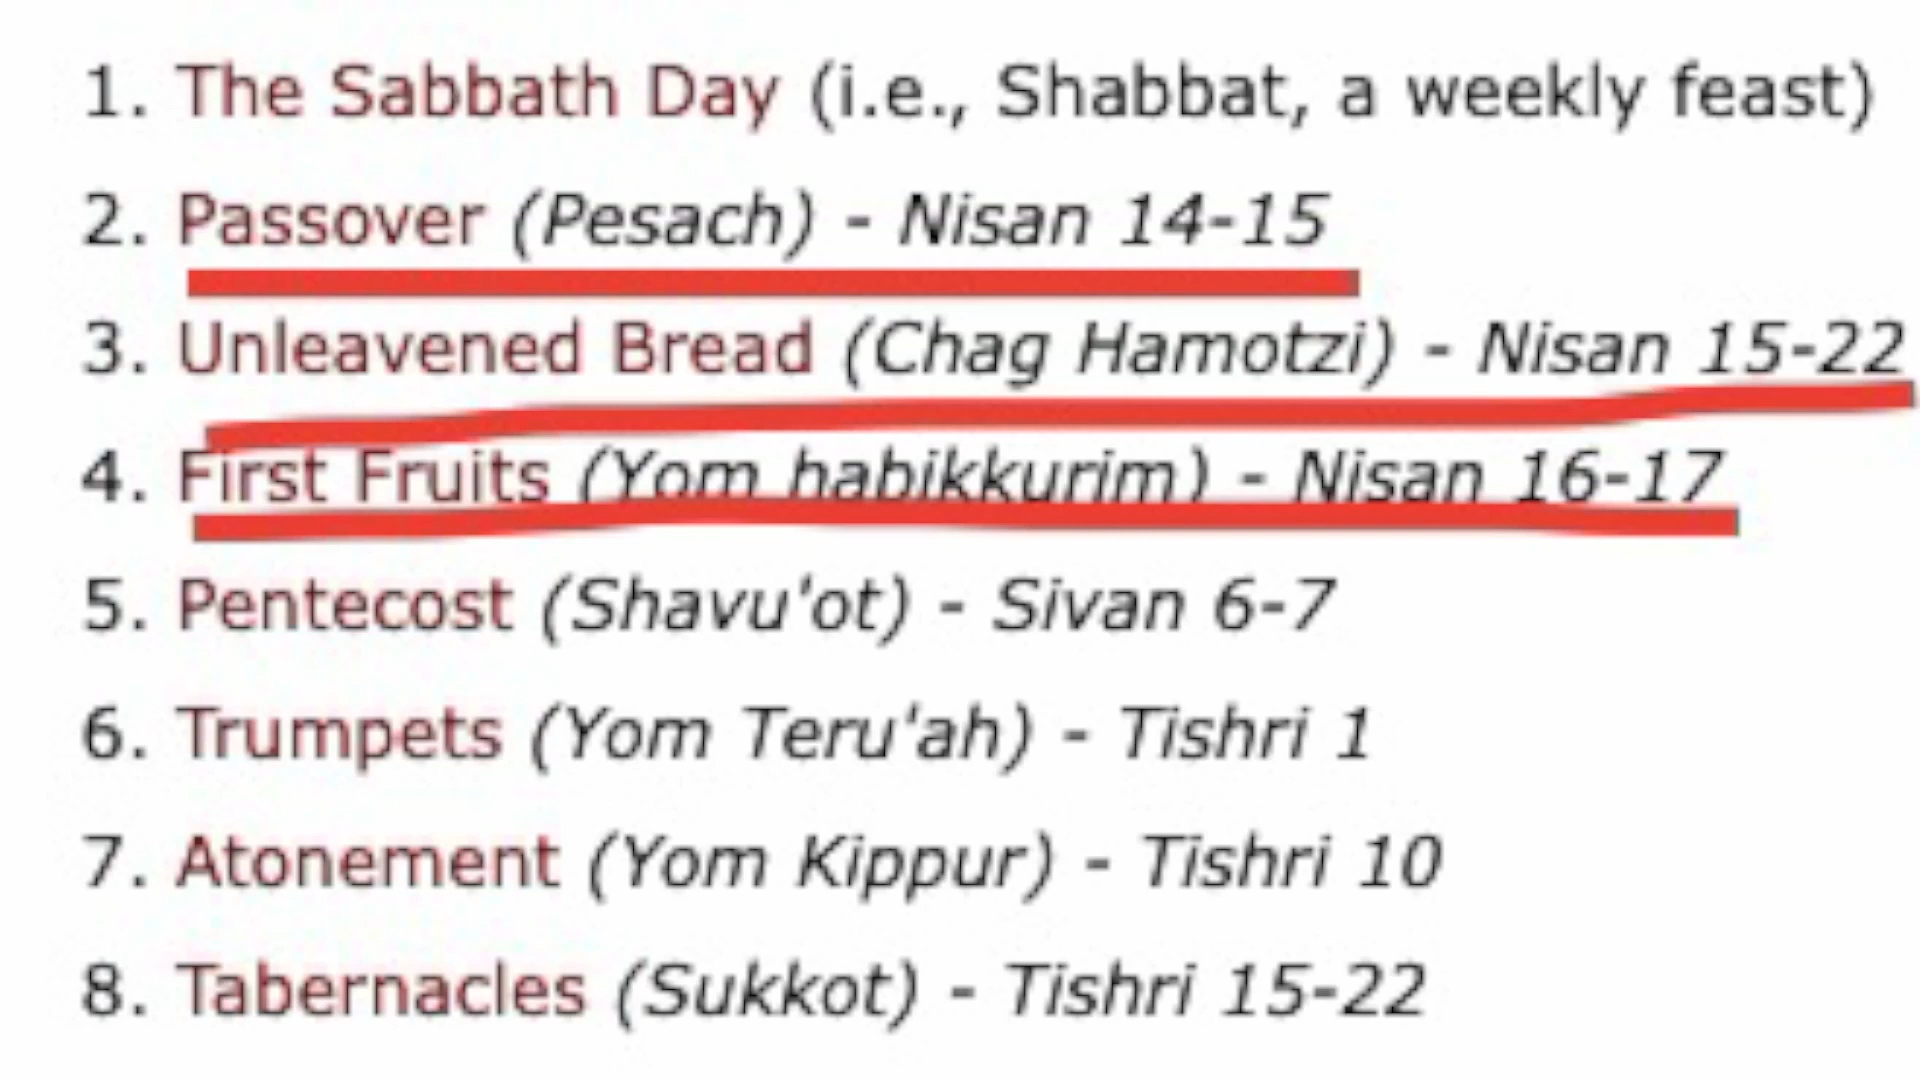 1. The Sabbath Day (i.e., Shabbat, a weekly feast)
2. Passover (Pesach) - Nisan 14-15
3. Unleavened Bread (Chag Hamotzi) - Nisan 15-22
4. First Fruits (Yom habikkurim) - Nisan 16-17
5. Pentecost (Shavu'ot) - Sivan 6-7
6. Trumpets (Yom Teru'ah) - Tishri 1
7. Atonement (Yom Kippur) - Tishri 10
8. Tabernacles (Sukkot) - Tishri 15-22